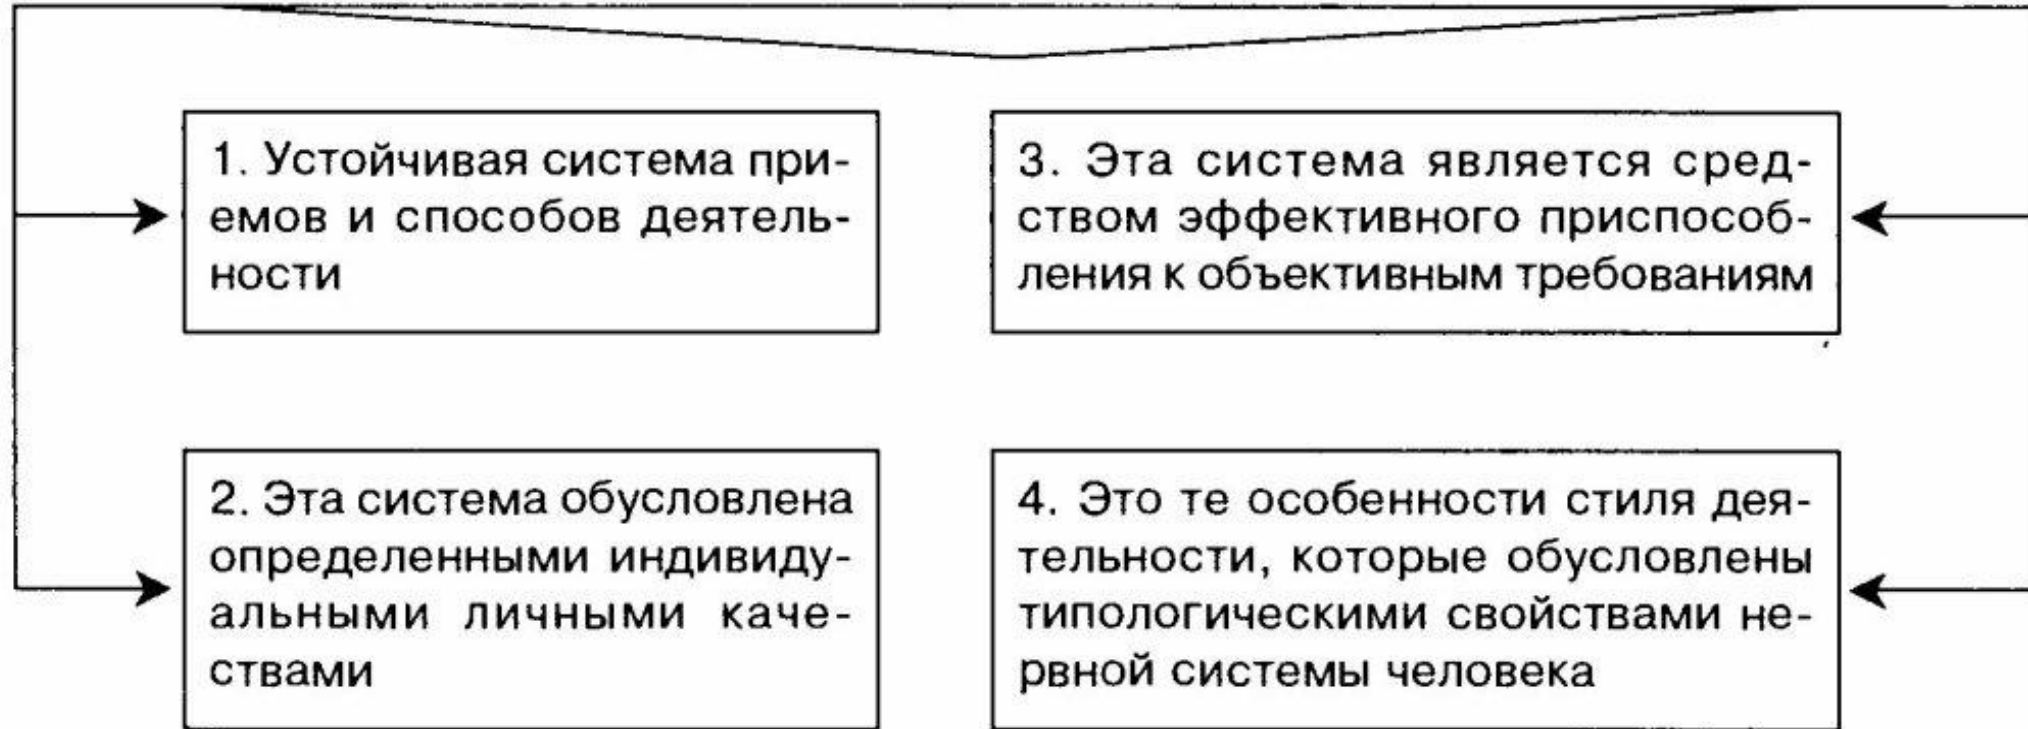 1. Устойчивая система при-
емов и способов деятель-
ности
2. Эта система обусловлена
определенными индивиду-
альными личными каче-
ствами
3. Эта система является сред-
ством эффективного приспособ-
ления к объективным требованиям
4. Это те особенности стиля дея-
тельности, которые обусловлены
типологическими свойствами не-
рвной системы человека